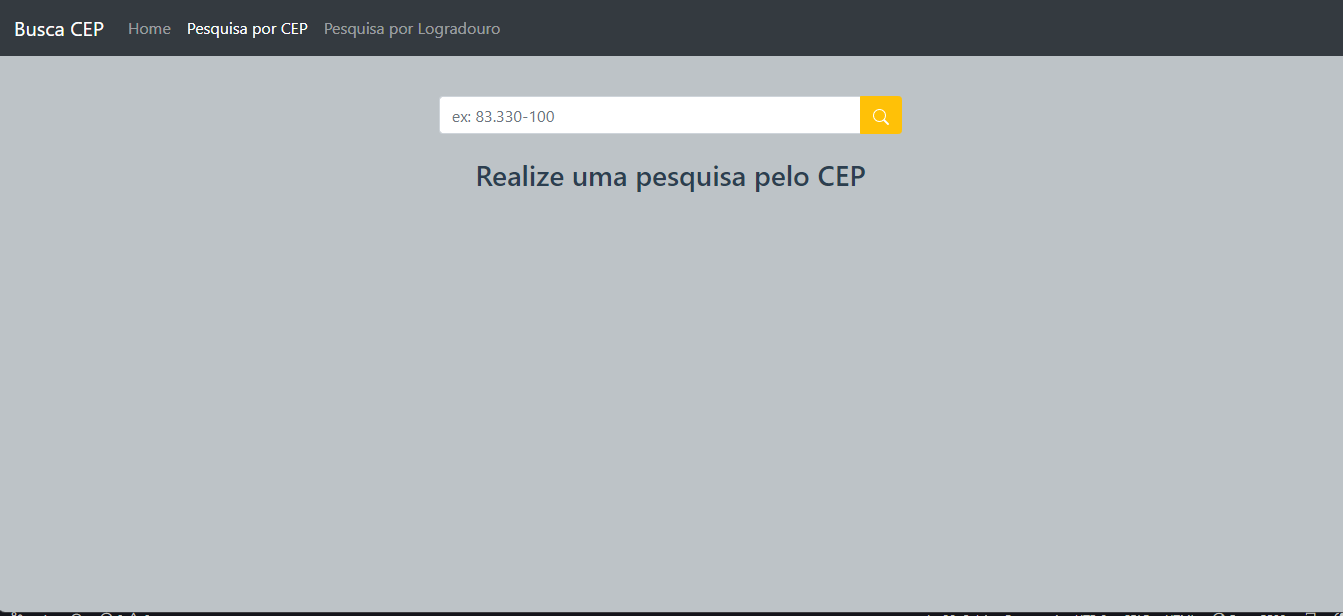 Busca CEP Home Pesquisa por CEP Pesquisa por Logradouro
ex: 83.330-100
Realize uma pesquisa pelo CEP